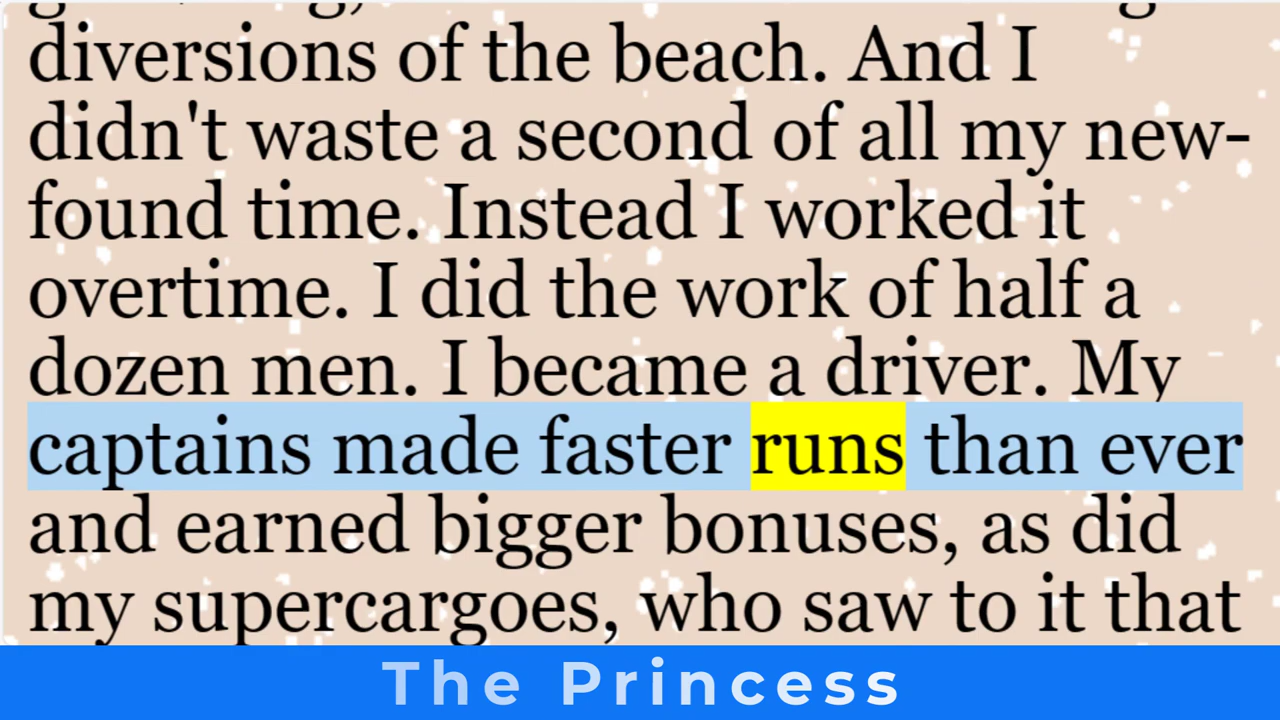 diversions of the beach. And I
didn't waste a second of all my new-
found time. Instead I worked it
overtime. I did the work of half a
dozen men. I became a driver. My
captains made faster runs than ever
and earned bigger bonuses, as did
my supercargoes, who saw to it that
The Princess